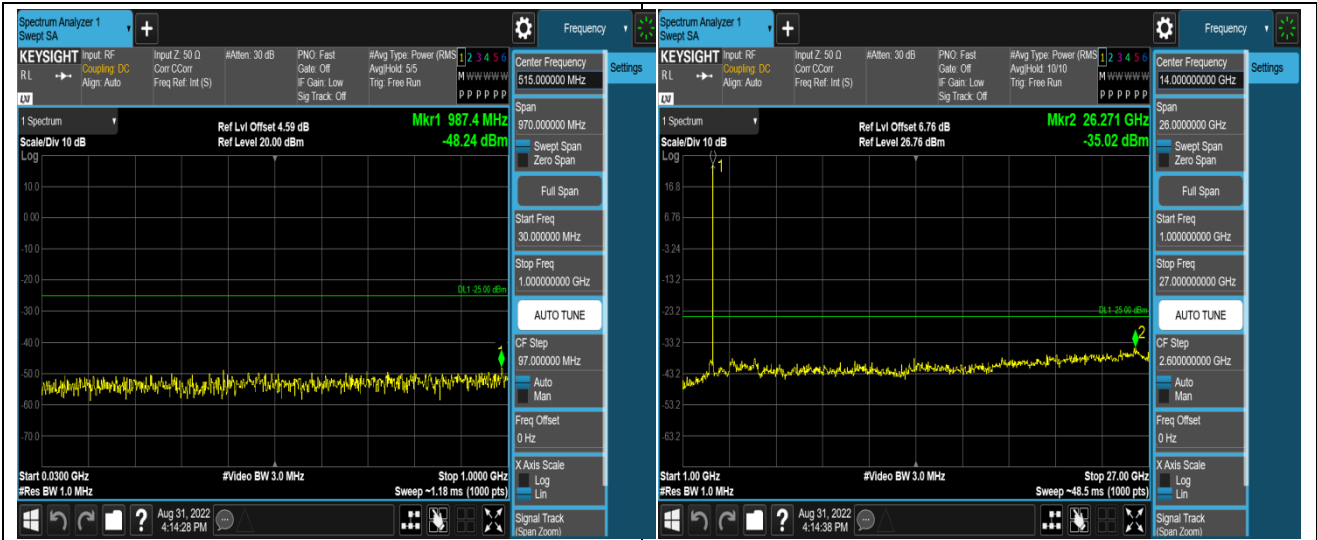 Spectrum Analyzer 1
Swept SA
+
Frequency
KEYSIGHT
RL
LXI
Input: RF
Coupling: DC
Align: Auto
Input Z: 50 Ω
Corr CCorr
Freq Ref: Int (S)
#Atten: 30 dB
PNO: Fast
Gate: Off
IF Gain: Low
Sig Track: Off
#Avg Type: Power (RMS
Avg|Hold: 5/5
Trig: Free Run
1 2 3 4 5 6
M W W W W W
P P P P P P
Center Frequency
515.000000 MHz
Settings
Span
970.000000 MHz
Swept Span
Zero Span
Full Span
Start Freq
30.000000 MHz
Stop Freq
1.000000000 GHz
AUTO TUNE
CF Step
97.000000 MHz
Auto
Man
Freq Offset
0 Hz
X Axis Scale
Log
Lin
Signal Track
(Span Zoom)
1 Spectrum
Scale/Div 10 dB
Ref Lvl Offset 4.59 dB
Ref Level 20.00 dBm
Mkr1 987.4 MHz
-48.24 dBm
Log
10.0
0.00
-10.0
-20.0
DL1 -25.00 dBm
-30.0
-40.0
1
-50.0
-60.0
-70.0
Start 0.0300 GHz
#Res BW 1.0 MHz
#Video BW 3.0 MHz
Stop 1.0000 GHz
Sweep ~1.18 ms (1000 pts)
?
Aug 31, 2022
4:14:28 PM
Spectrum Analyzer 1
Swept SA
+
Frequency
KEYSIGHT
RL
LXI
Input: RF
Coupling: DC
Align: Auto
Input Z: 50 Ω
Corr CCorr
Freq Ref: Int (S)
#Atten: 30 dB
PNO: Fast
Gate: Off
IF Gain: Low
Sig Track: Off
#Avg Type: Power (RMS
Avg|Hold: 10/10
Trig: Free Run
1 2 3 4 5 6
M W W W W W
P P P P P P
Center Frequency
14.000000000 GHz
Settings
Span
26.0000000 GHz
Swept Span
Zero Span
Full Span
Start Freq
1.000000000 GHz
Stop Freq
27.000000000 GHz
AUTO TUNE
CF Step
2.600000000 GHz
Auto
Man
Freq Offset
0 Hz
X Axis Scale
Log
Lin
Signal Track
(Span Zoom)
1 Spectrum
Scale/Div 10 dB
Ref Lvl Offset 6.76 dB
Ref Level 26.76 dBm
Mkr2 26.271 GHz
-35.02 dBm
Log
1
16.8
6.76
-3.24
-13.2
-23.2
DL1 -25.00 dBm
-33.2
2
-43.2
-53.2
-63.2
Start 1.00 GHz
#Res BW 1.0 MHz
#Video BW 3.0 MHz
Stop 27.00 GHz
Sweep ~48.5 ms (1000 pts)
?
Aug 31, 2022
4:14:38 PM